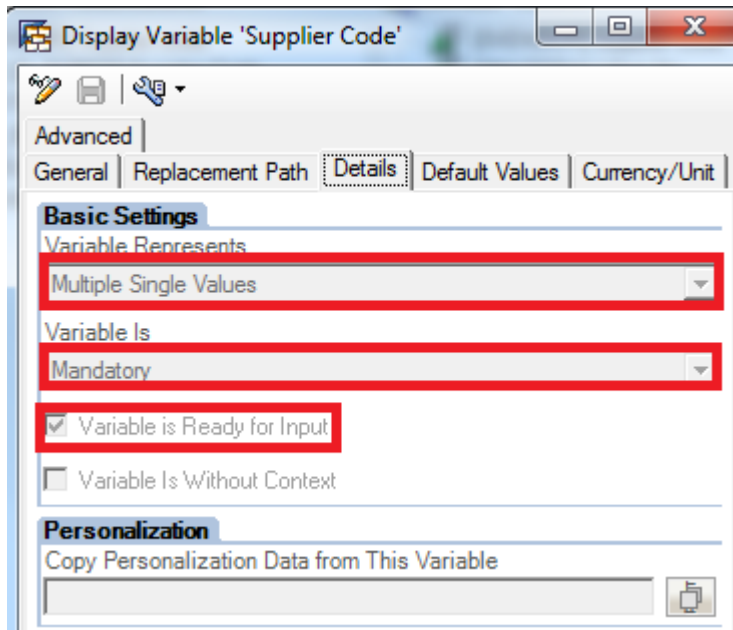 Display Variable 'Supplier Code'
Advanced
General Replacement Path Details Default Values Currency/Unit
Basic Settings
Variable Represents
Multiple Single Values
Variable Is
Mandatory
Variable is Ready for Input
Variable Is Without Context
Personalization
Copy Personalization Data from This Variable